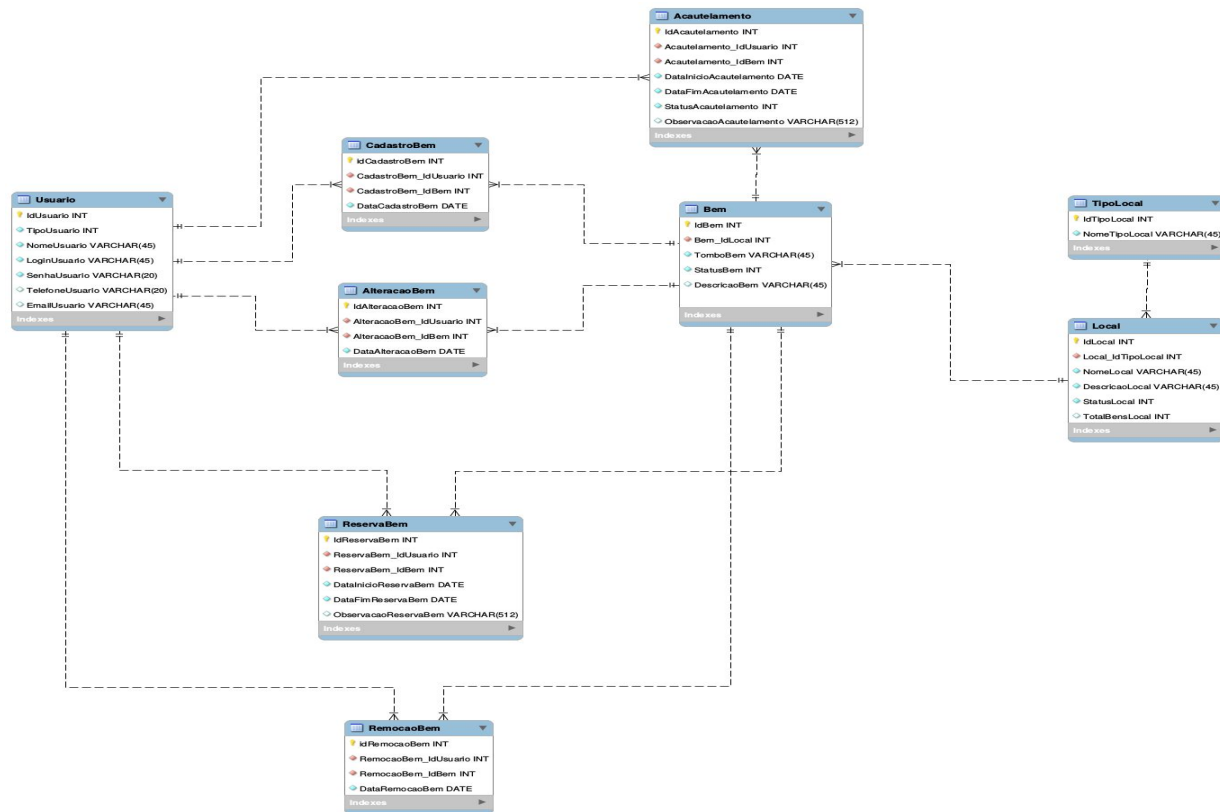 Acautelamento
IdAcautelamento INT
Acautelamento_IdUsuario INT
Acautelamento_IdBem INT
DataInicioAcautelamento DATE
DataFimAcautelamento DATE
StatusAcautelamento INT
ObservacaoAcautelamento VARCHAR(512)
Indexes
CadastroBem
idCadastroBem INT
CadastroBem_IdUsuario INT
CadastroBem_IdBem INT
DataCadastroBem DATE
Indexes
Usuario
IdUsuario INT
TipoUsuario INT
NomeUsuario VARCHAR(45)
LoginUsuario VARCHAR(45)
SenhaUsuario VARCHAR(20)
TelefoneUsuario VARCHAR(20)
EmailUsuario VARCHAR(45)
Indexes
Bem
IdBem INT
Bem_IdLocal INT
TomboBem VARCHAR(45)
StatusBem INT
DescricaoBem VARCHAR(45)
Indexes
TipoLocal
IdTipoLocal INT
NomeTipoLocal VARCHAR(45)
Indexes
AlteracaoBem
IdAlteracaoBem INT
AlteracaoBem_IdUsuario INT
AlteracaoBem_IdBem INT
DataAlteracaoBem DATE
Indexes
Local
IdLocal INT
Local_IdTipoLocal INT
NomeLocal VARCHAR(45)
DescricaoLocal VARCHAR(45)
StatusLocal INT
TotalBensLocal INT
Indexes
ReservaBem
IdReservaBem INT
ReservaBem_IdUsuario INT
ReservaBem_IdBem INT
DataInicioReservaBem DATE
DataFimReservaBem DATE
ObservacãoReservaBem VARCHAR(512)
Indexes
RemocaoBem
idRemocaoBem INT
RemocaoBem_IdUsuario INT
RemocaoBem_IdBem INT
DataRemocaoBem DATE
Indexes